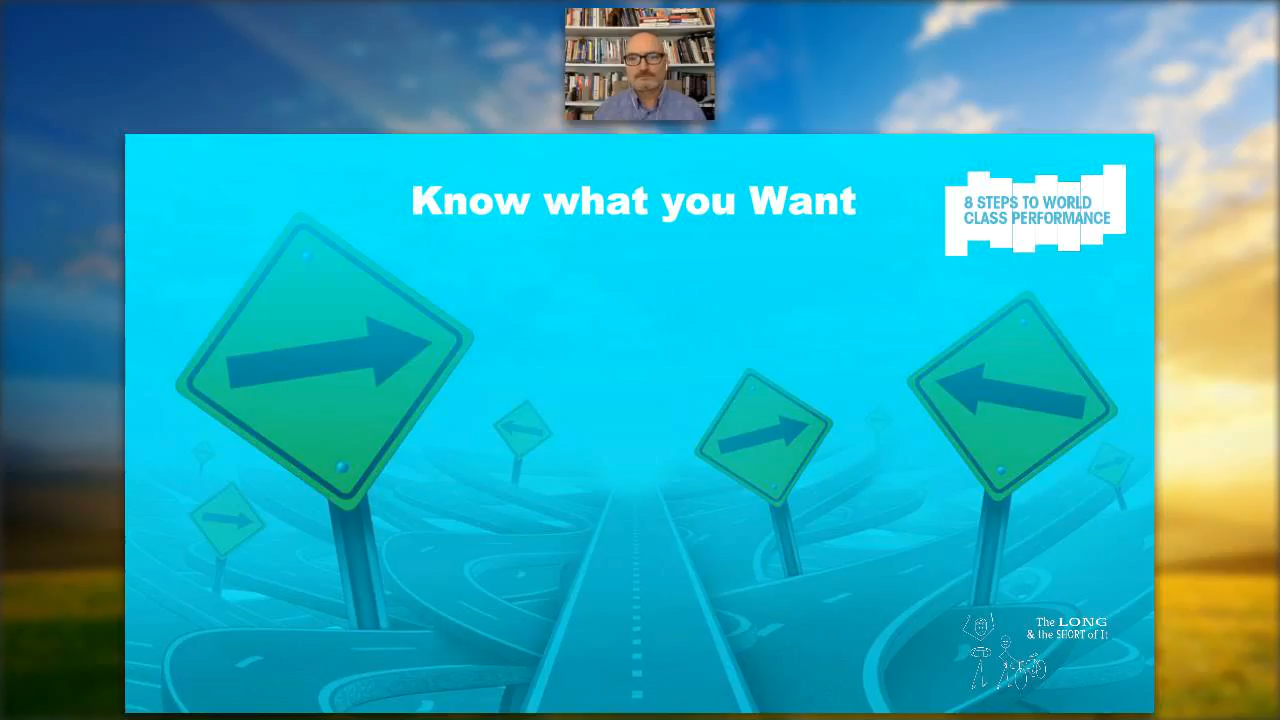 Know what you Want
8 STEPS TO WORLD
CLASS PERFORMANCE
The LONG
& the SHORT of It